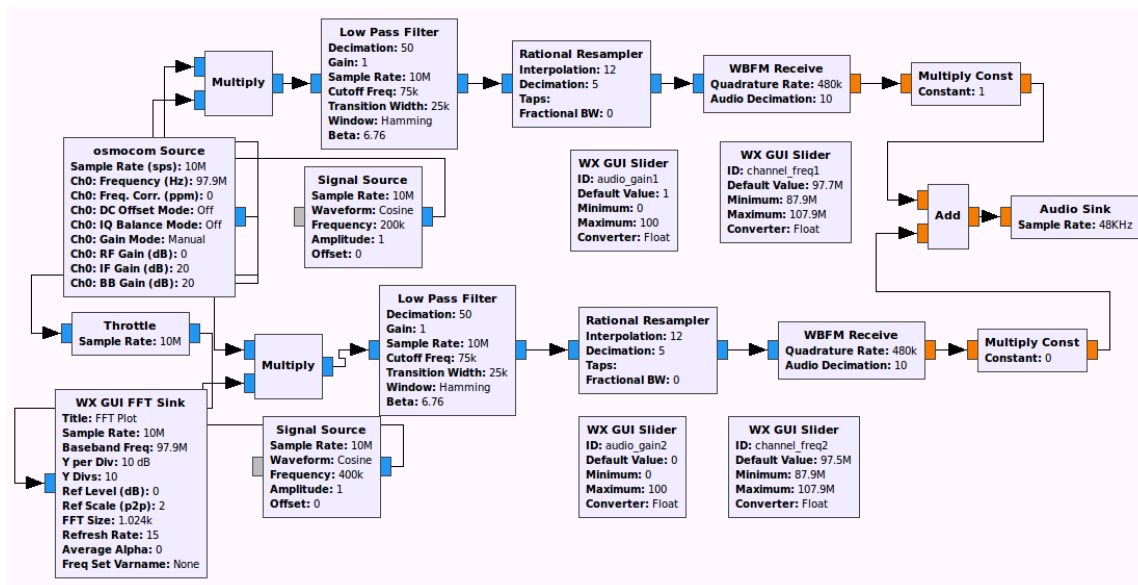 Low Pass Filter
Decimation: 50
Gain: 1
Sample Rate: 10M
Cutoff Freq: 75k
Transition Width: 25k
Window: Hamming
Beta: 6.76
Multiply
Rational Resampler
Interpolation: 12
Decimation: 5
Taps:
Fractional BW: 0
WBFM Receive
Quadrature Rate: 480k
Audio Decimation: 10
Multiply Const
Constant: 1
osmocom Source
Sample Rate (sps): 10M
Ch0: Frequency (Hz): 97.9M
Ch0: Freq. Corr. (ppm): 0
Ch0: DC Offset Mode: Off
Ch0: IQ Balance Mode: Off
Ch0: Gain Mode: Manual
Ch0: RF Gain (dB): 0
Ch0: IF Gain (dB): 20
Ch0: BB Gain (dB): 20
Signal Source
Sample Rate: 10M
Waveform: Cosine
Frequency: 200k
Amplitude: 1
Offset: 0
WX GUI Slider
ID: audio_gain1
Default Value: 1
Minimum: 0
Maximum: 100
Converter: Float
WX GUI Slider
ID: channel_freq1
Default Value: 97.7M
Minimum: 87.9M
Maximum: 107.9M
Converter: Float
Add
Audio Sink
Sample Rate: 48KHz
Throttle
Sample Rate: 10M
Multiply
Low Pass Filter
Decimation: 50
Gain: 1
Sample Rate: 10M
Cutoff Freq: 75k
Transition Width: 25k
Window: Hamming
Beta: 6.76
Rational Resampler
Interpolation: 12
Decimation: 5
Taps:
Fractional BW: 0
WBFM Receive
Quadrature Rate: 480k
Audio Decimation: 10
Multiply Const
Constant: 0
WX GUI FFT Sink
Title: FFT Plot
Sample Rate: 10M
Baseband Freq: 97.9M
Y per Div: 10 dB
Y Divs: 10
Ref Level (dB): 0
Ref Scale (p2p): 2
FFT Size: 1.024k
Refresh Rate: 15
Average Alpha: 0
Freq Set Varname: None
Signal Source
Sample Rate: 10M
Waveform: Cosine
Frequency: 400k
Amplitude: 1
Offset: 0
WX GUI Slider
ID: audio_gain2
Default Value: 0
Minimum: 0
Maximum: 100
Converter: Float
WX GUI Slider
ID: channel_freq2
Default Value: 97.5M
Minimum: 87.9M
Maximum: 107.9M
Converter: Float